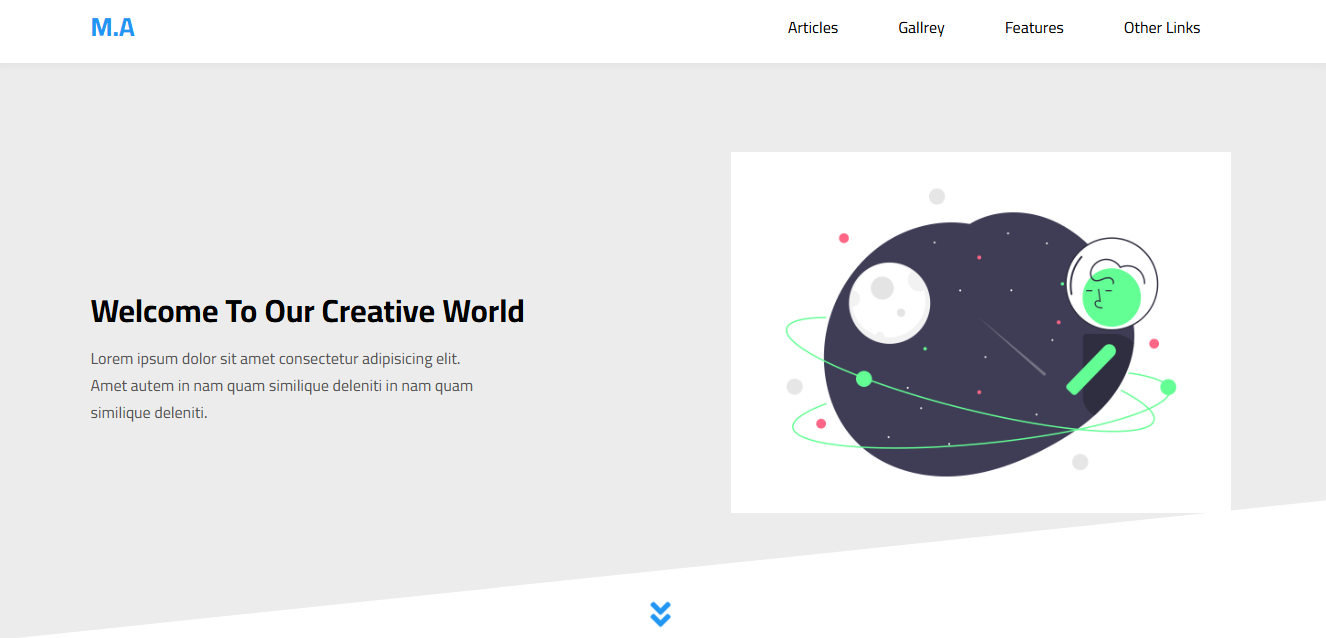 M.A
Articles
Gallrey
Features
Other Links
Welcome To Our Creative World
Lorem ipsum dolor sit amet consectetur adipisicing elit.
Amet autem in nam quam similique deleniti in nam quam
similique deleniti.